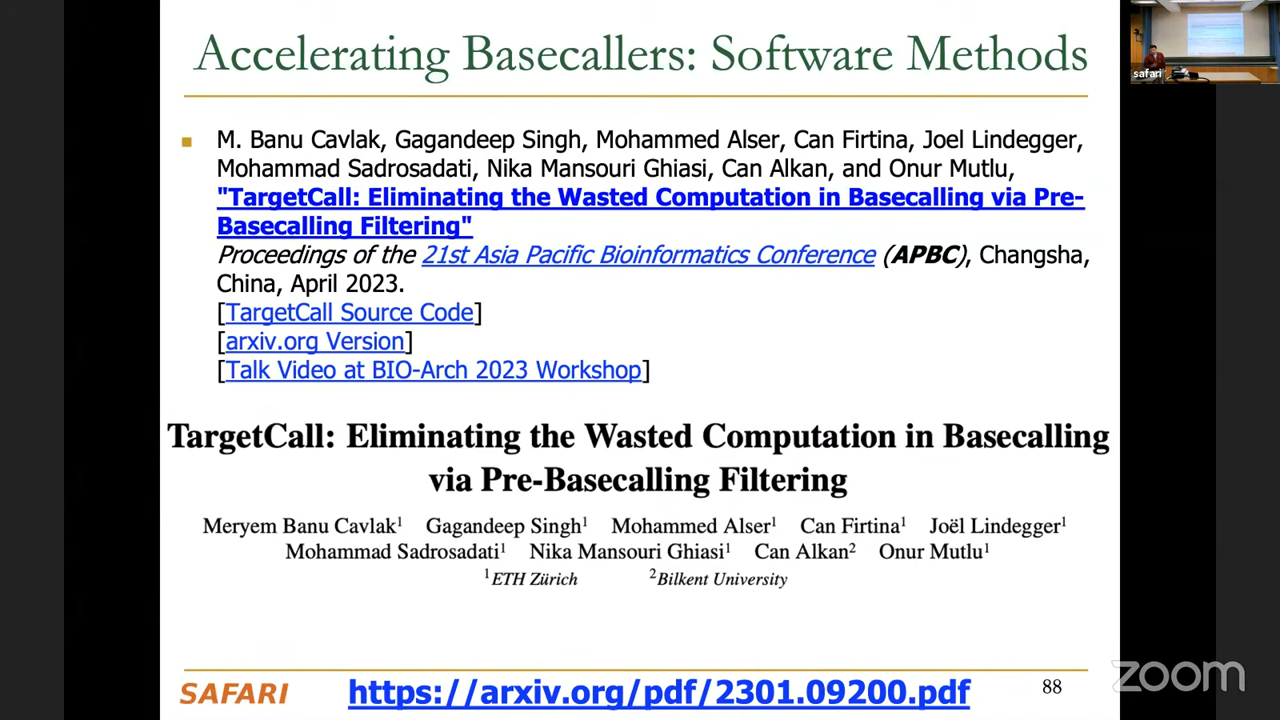 Accelerating Basecallers: Software Methods
safari
M. Banu Cavlak, Gagandeep Singh, Mohammed Alser, Can Firtina, Joel Lindegger,
Mohammad Sadrosadati, Nika Mansouri Ghiasi, Can Alkan, and Onur Mutlu,
"TargetCall: Eliminating the Wasted Computation in Basecalling via Pre-
Basecalling Filtering"
Proceedings of the 21st Asia Pacific Bioinformatics Conference (APBC), Changsha,
China, April 2023.
[TargetCall Source Code]
[arxiv.org Version]
[Talk Video at BIO-Arch 2023 Workshop]
TargetCall: Eliminating the Wasted Computation in Basecalling
via Pre-Basecalling Filtering
Meryem Banu Cavlak¹ Gagandeep Singh¹ Mohammed Alser¹ Can Firtina¹ Joël Lindegger¹
Mohammad Sadrosadati¹ Nika Mansouri Ghiasi¹ Can Alkan² Onur Mutlu¹
¹ETH Zürich ²Bilkent University
SAFARI https://arxiv.org/pdf/2301.09200.pdf 88
zoom